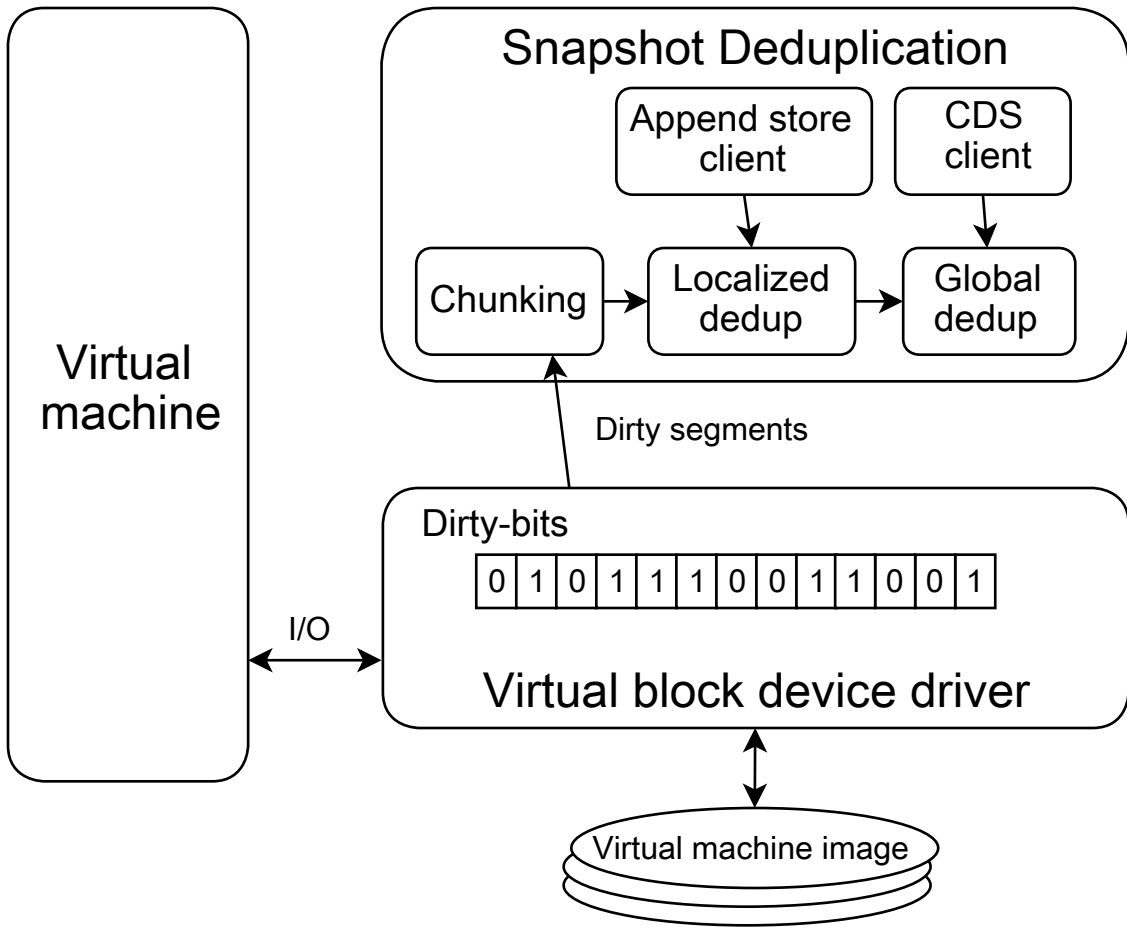 Snapshot Deduplication
Append store
client
CDS
client
Chunking
Localized
dedup
Global
dedup
Virtual
machine
Dirty segments
Dirty-bits
0 1 0 1 1 1 0 0 1 1 0 0 1
I/O
Virtual block device driver
Virtual machine image